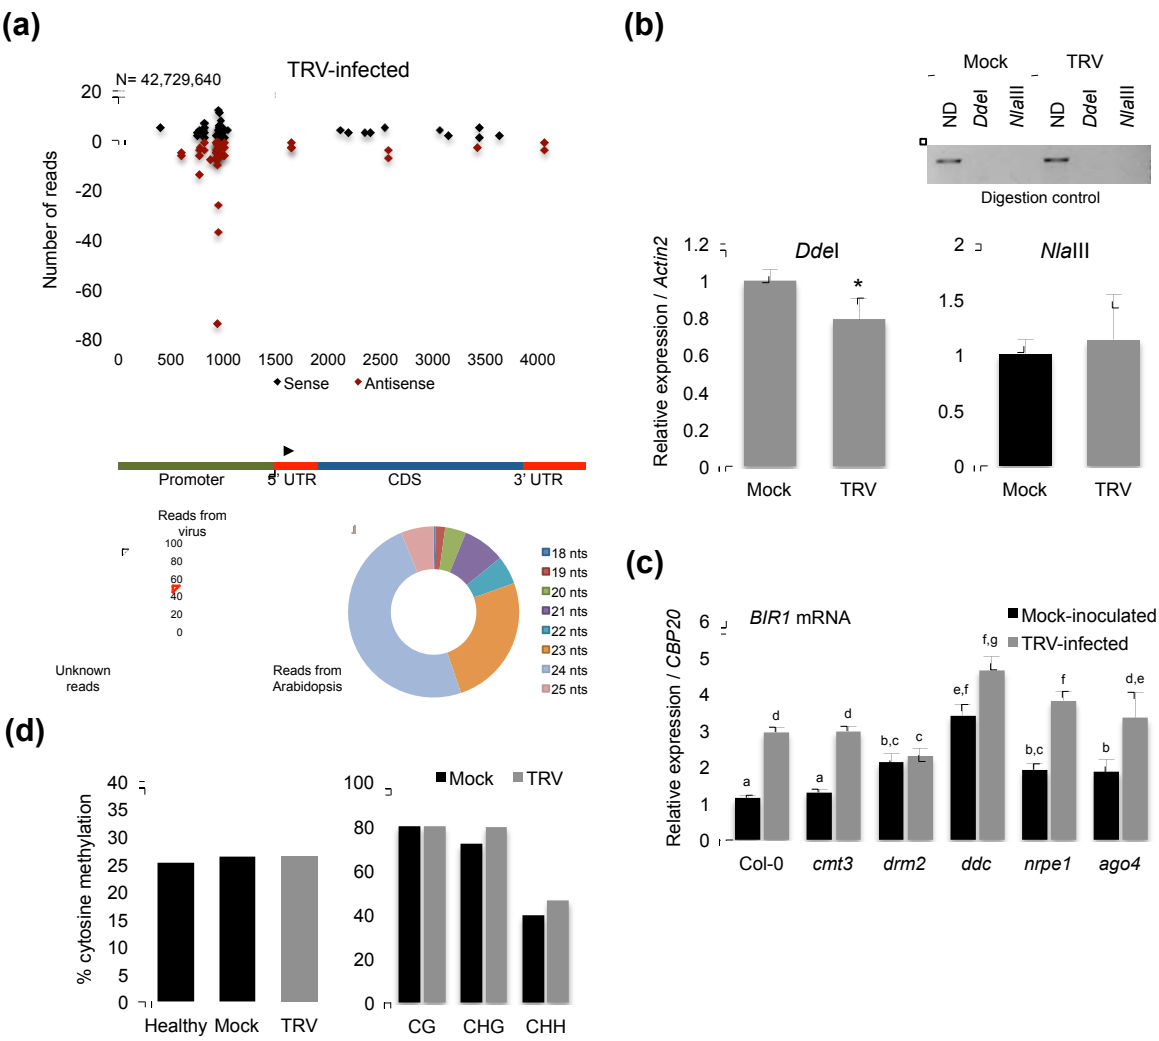 (a)
N= 42,729,640
TRV-infected
Number of reads
20
0
-20
-40
-60
-80
0 500 1000 1500 2000 2500 3000 3500 4000
Sense Antisense
Promoter 5' UTR CDS 3' UTR
Reads from
virus
100
80
60
40
20
0
Unknown
reads
Reads from
Arabidopsis
18 nts
19 nts
20 nts
21 nts
22 nts
23 nts
24 nts
25 nts
(b)
Mock TRV
ND DdeI NlaIII ND DdeI NlaIII
Digestion control
Relative expression / Actin2
DdeI
1.2
1
0.8
0.6
0.4
0.2
0
*
Mock TRV
NlaIII
2
1.5
1
0.5
0
Mock TRV
(c)
Relative expression / CBP20
BIR1 mRNA
Mock-inoculated
TRV-infected
6
5
4
3
2
1
0
a d a d b,c c e,f f,g b,c f b d,e
Col-0 cmt3 drm2 ddc nrpe1 ago4
(d)
% cytosine methylation
40
35
30
25
20
15
10
5
0
Healthy Mock TRV
Mock TRV
100
80
60
40
20
0
CG CHG CHH